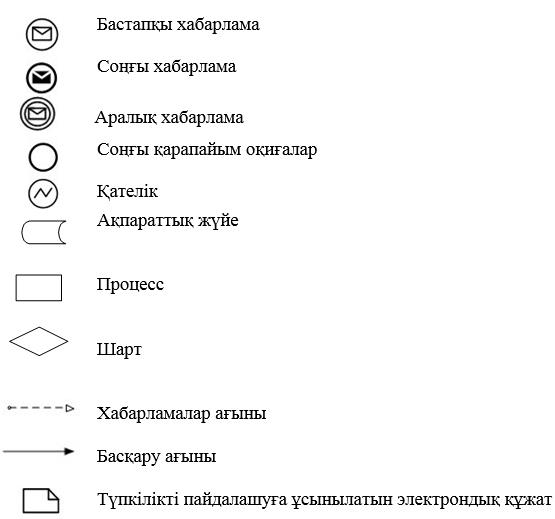 Бастапқы хабарлама
Соңғы хабарлама
Аралық хабарлама
Соңғы қарапайым оқиғалар
Қателік
Ақпараттық жүйе
Процесс
Шарт
Хабарламалар ағыны
Басқару ағыны
Түпкілікті пайдалашуға ұсынылатын электрондық құжат